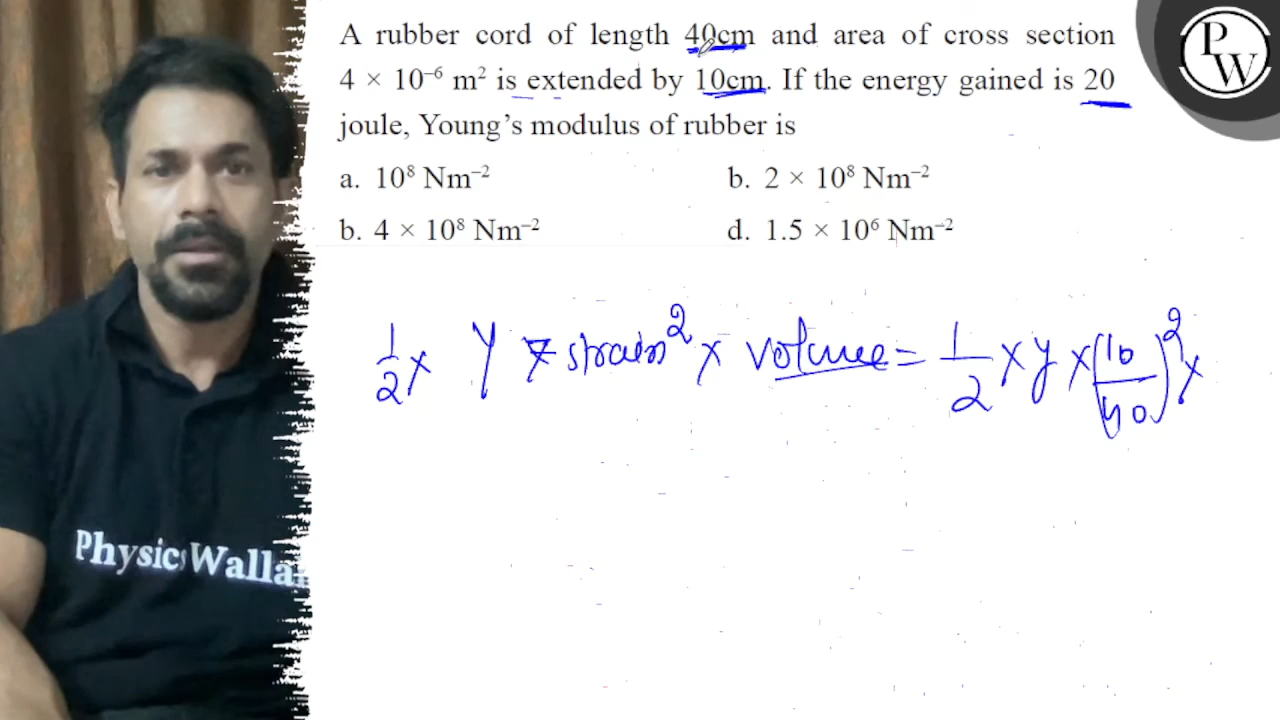 A rubber cord of length 40cm and area of cross section
4 × 10⁻⁶ m² is extended by 10cm. If the energy gained is 20
joule, Young's modulus of rubber is
a. 10⁸ Nm⁻²
b. 2 × 10⁸ Nm⁻²
b. 4 × 10⁸ Nm⁻²
d. 1.5 × 10⁶ Nm⁻²
1/2 × y × strain² × volume = 1/2 × y × (10/40)² ×
PW
Physics Walla